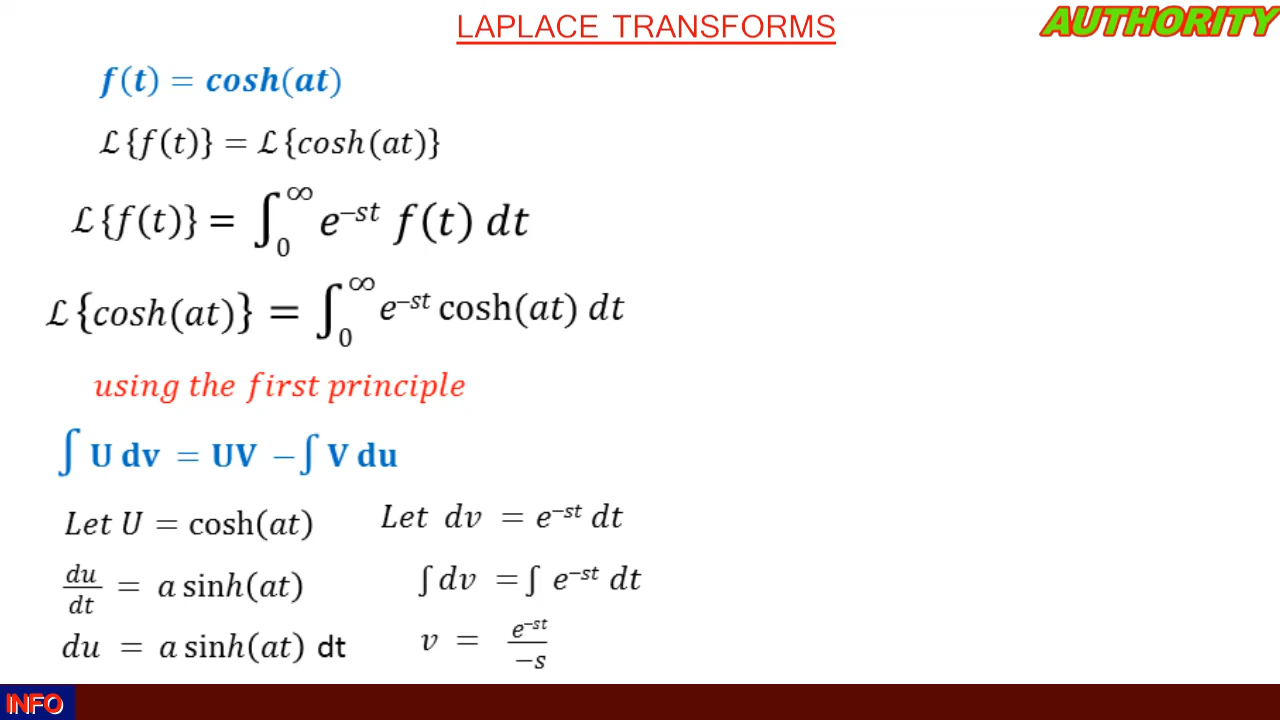 LAPLACE TRANSFORMS
AUTHORITY
f(t) = cosh(at)
ℒ{f(t)} = ℒ{cosh(at)}
ℒ{f(t)} = ∫₀^∞ e^–st f(t) dt
ℒ{cosh(at)} = ∫₀^∞ e^–st cosh(at) dt
using the first principle
∫ U dv = UV − ∫ V du
Let U = cosh(at)
du/dt = a sinh(at)
du = a sinh(at) dt
Let dv = e^–st dt
∫ dv = ∫ e^–st dt
v = e^–st/−s
INFO